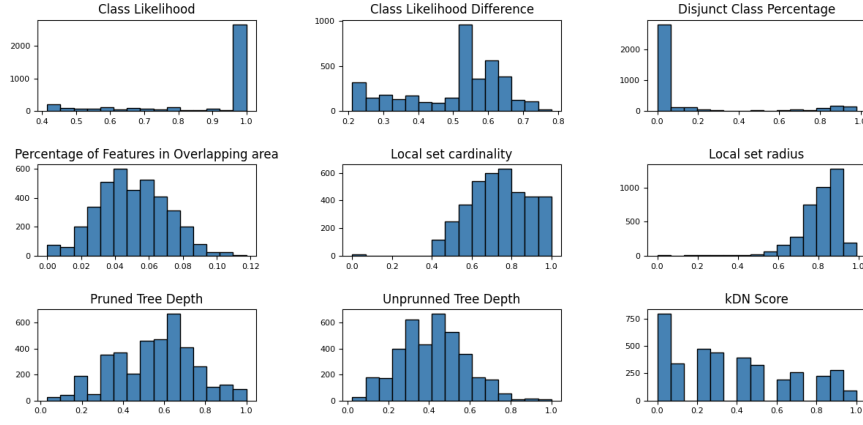 Class Likelihood
2000
1000
0
0.4 0.5 0.6 0.7 0.8 0.9 1.0
Class Likelihood Difference
1000
500
0
0.2 0.3 0.4 0.5 0.6 0.7 0.8
Disjunct Class Percentage
2000
1000
0
0.0 0.2 0.4 0.6 0.8 1.0
Percentage of Features in Overlapping area
600
400
200
0
0.00 0.02 0.04 0.06 0.08 0.10 0.12
Local set cardinality
600
400
200
0
0.0 0.2 0.4 0.6 0.8 1.0
Local set radius
1000
500
0
0.0 0.2 0.4 0.6 0.8 1.0
Pruned Tree Depth
600
400
200
0
0.0 0.2 0.4 0.6 0.8 1.0
Unprunned Tree Depth
600
400
200
0
0.0 0.2 0.4 0.6 0.8 1.0
kDN Score
750
500
250
0
0.0 0.2 0.4 0.6 0.8 1.0